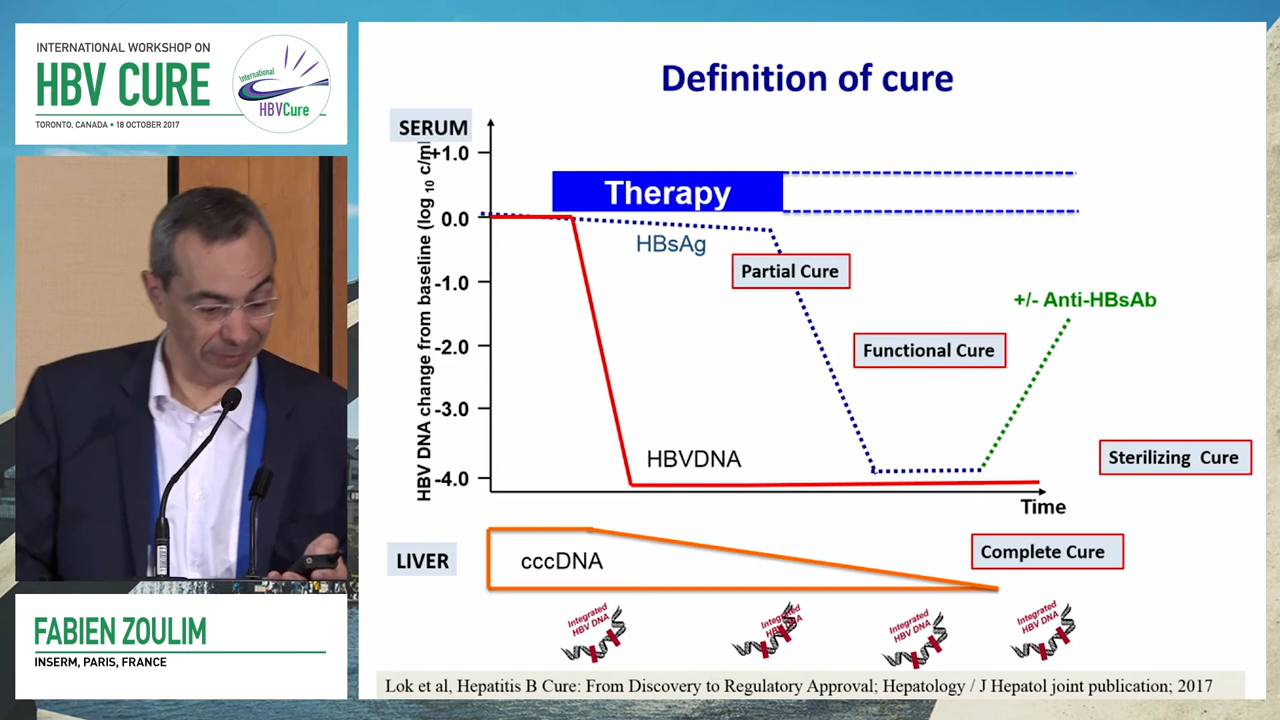 INTERNATIONAL WORKSHOP ON
HBV CURE
TORONTO, CANADA • 18 OCTOBER 2017
International
HBVCure
FABIEN ZOULIM
INSERM, PARIS, FRANCE
Definition of cure
SERUM
HBV DNA change from baseline (log 10 c/ml
+1.0
0.0
-1.0
-2.0
-3.0
-4.0
Therapy
HBsAg
Partial Cure
+/- Anti-HBsAb
Functional Cure
HBVDNA
Sterilizing Cure
Time
LIVER
cccDNA
Complete Cure
Integrated
HBV DNA
Integrated
HBV DNA
Integrated
HBV DNA
Integrated
HBV DNA
Lok et al, Hepatitis B Cure: From Discovery to Regulatory Approval; Hepatology / J Hepatol joint publication; 2017